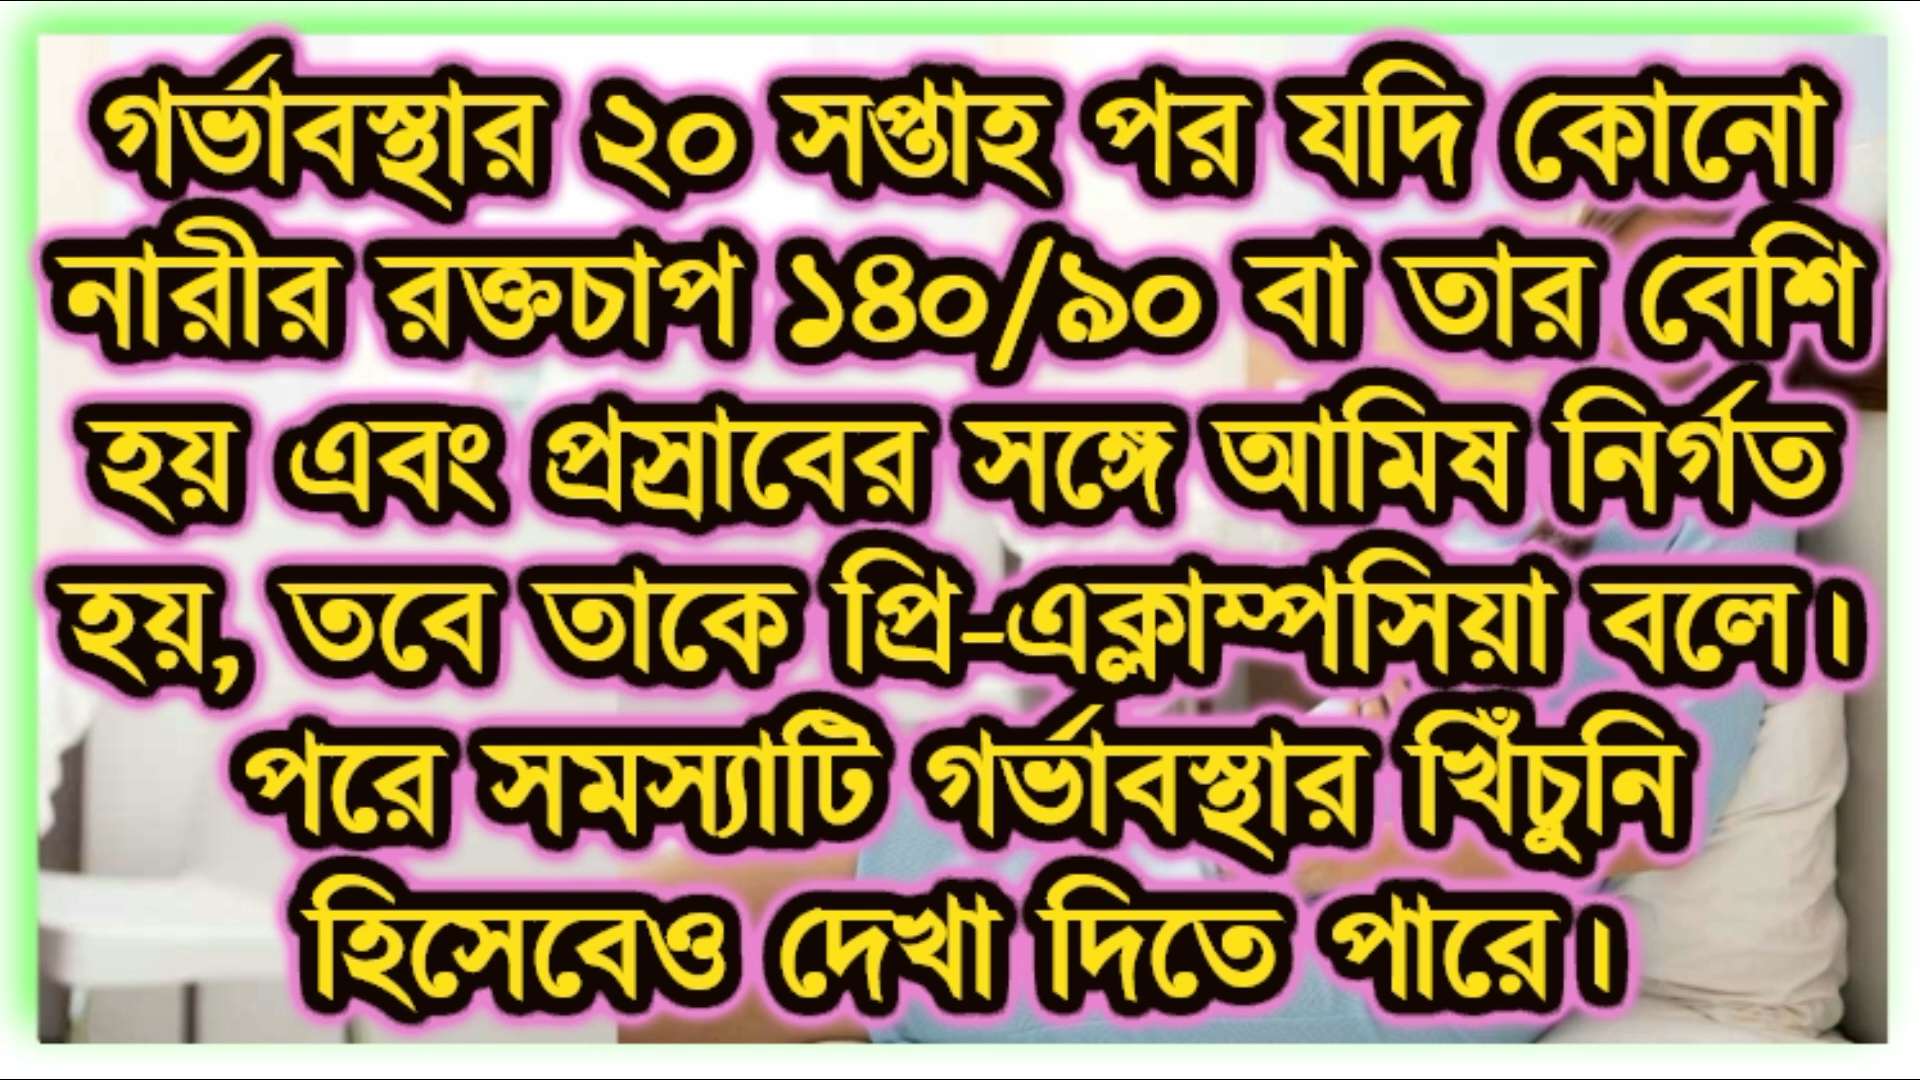 গর্ভাবস্থার ২০ সপ্তাহ পর যদি কোনো
নারীর রক্তচাপ ১৪০/৯০ বা তার বেশি
হয় এবং প্রস্রাবের সঙ্গে আমিষ নির্গত
হয়, তবে তাকে প্রি-এক্লাম্পসিয়া বলে।
পরে সমস্যাটি গর্ভাবস্থার খিঁচুনি
হিসেবেও দেখা দিতে পারে।